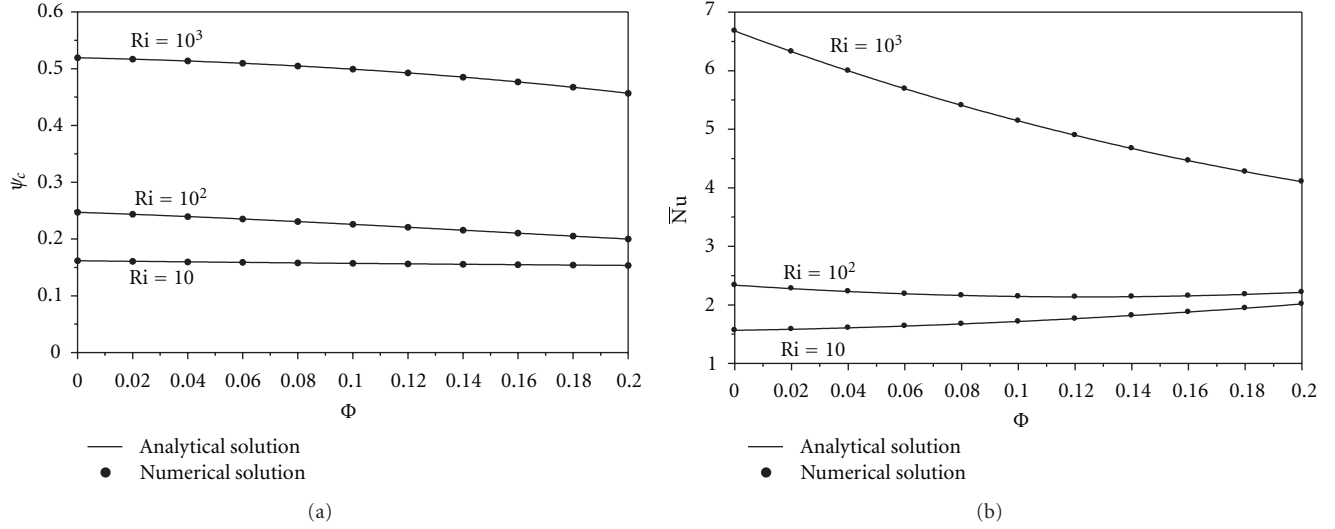 0.6
0.5
0.4
0.3
0.2
0.1
0
ψc
Ri = 10³
Ri = 10²
Ri = 10
0 0.02 0.04 0.06 0.08 0.1 0.12 0.14 0.16 0.18 0.2
Φ
Analytical solution
Numerical solution
(a)
7
6
5
4
3
2
1
N̅u
Ri = 10³
Ri = 10²
Ri = 10
0 0.02 0.04 0.06 0.08 0.1 0.12 0.14 0.16 0.18 0.2
Φ
Analytical solution
Numerical solution
(b)